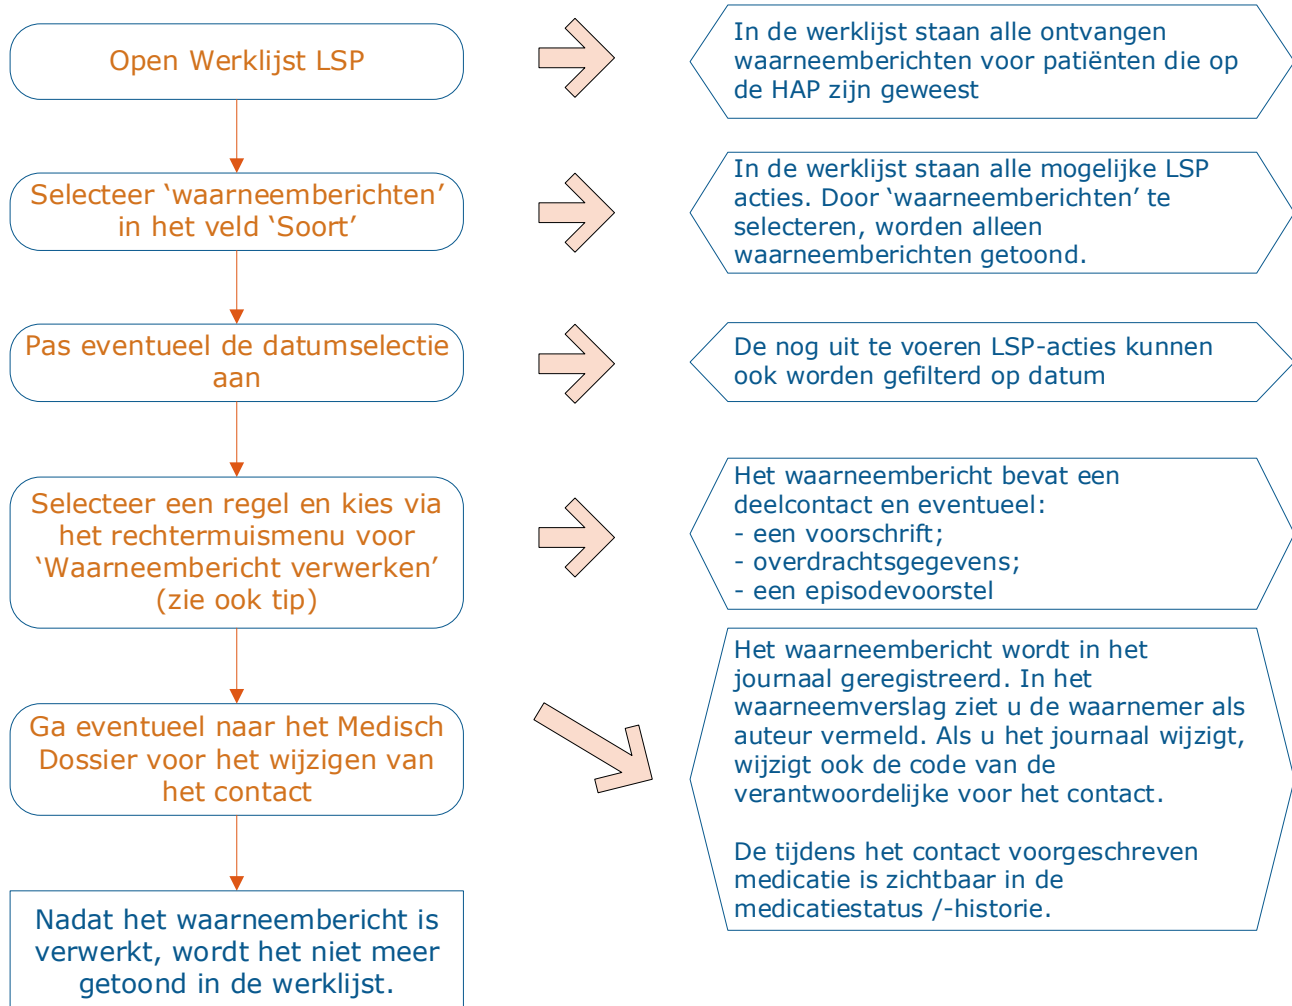 Open Werklijst LSP
In de werklijst staan alle ontvangen
waarneemberichten voor patiënten die op
de HAP zijn geweest
Selecteer ‘waarneemberichten’
in het veld ‘Soort’
In de werklijst staan alle mogelijke LSP
acties. Door ‘waarneemberichten’ te
selecteren, worden alleen
waarneemberichten getoond.
Pas eventueel de datumselectie
aan
De nog uit te voeren LSP-acties kunnen
ook worden gefilterd op datum
Selecteer een regel en kies via
het rechtermuismenu voor
‘Waarneembericht verwerken’
(zie ook tip)
Het waarneembericht bevat een
deelcontact en eventueel:
- een voorschrift;
- overdrachtsgegevens;
- een episodevoorstel
Ga eventueel naar het Medisch
Dossier voor het wijzigen van
het contact
Het waarneembericht wordt in het
journaal geregistreerd. In het
waarneemverslag ziet u de waarnemer als
auteur vermeld. Als u het journaal wijzigt,
wijzigt ook de code van de
verantwoordelijke voor het contact.
De tijdens het contact voorgeschreven
medicatie is zichtbaar in de
medicatiestatus /-historie.
Nadat het waarneembericht is
verwerkt, wordt het niet meer
getoond in de werklijst.